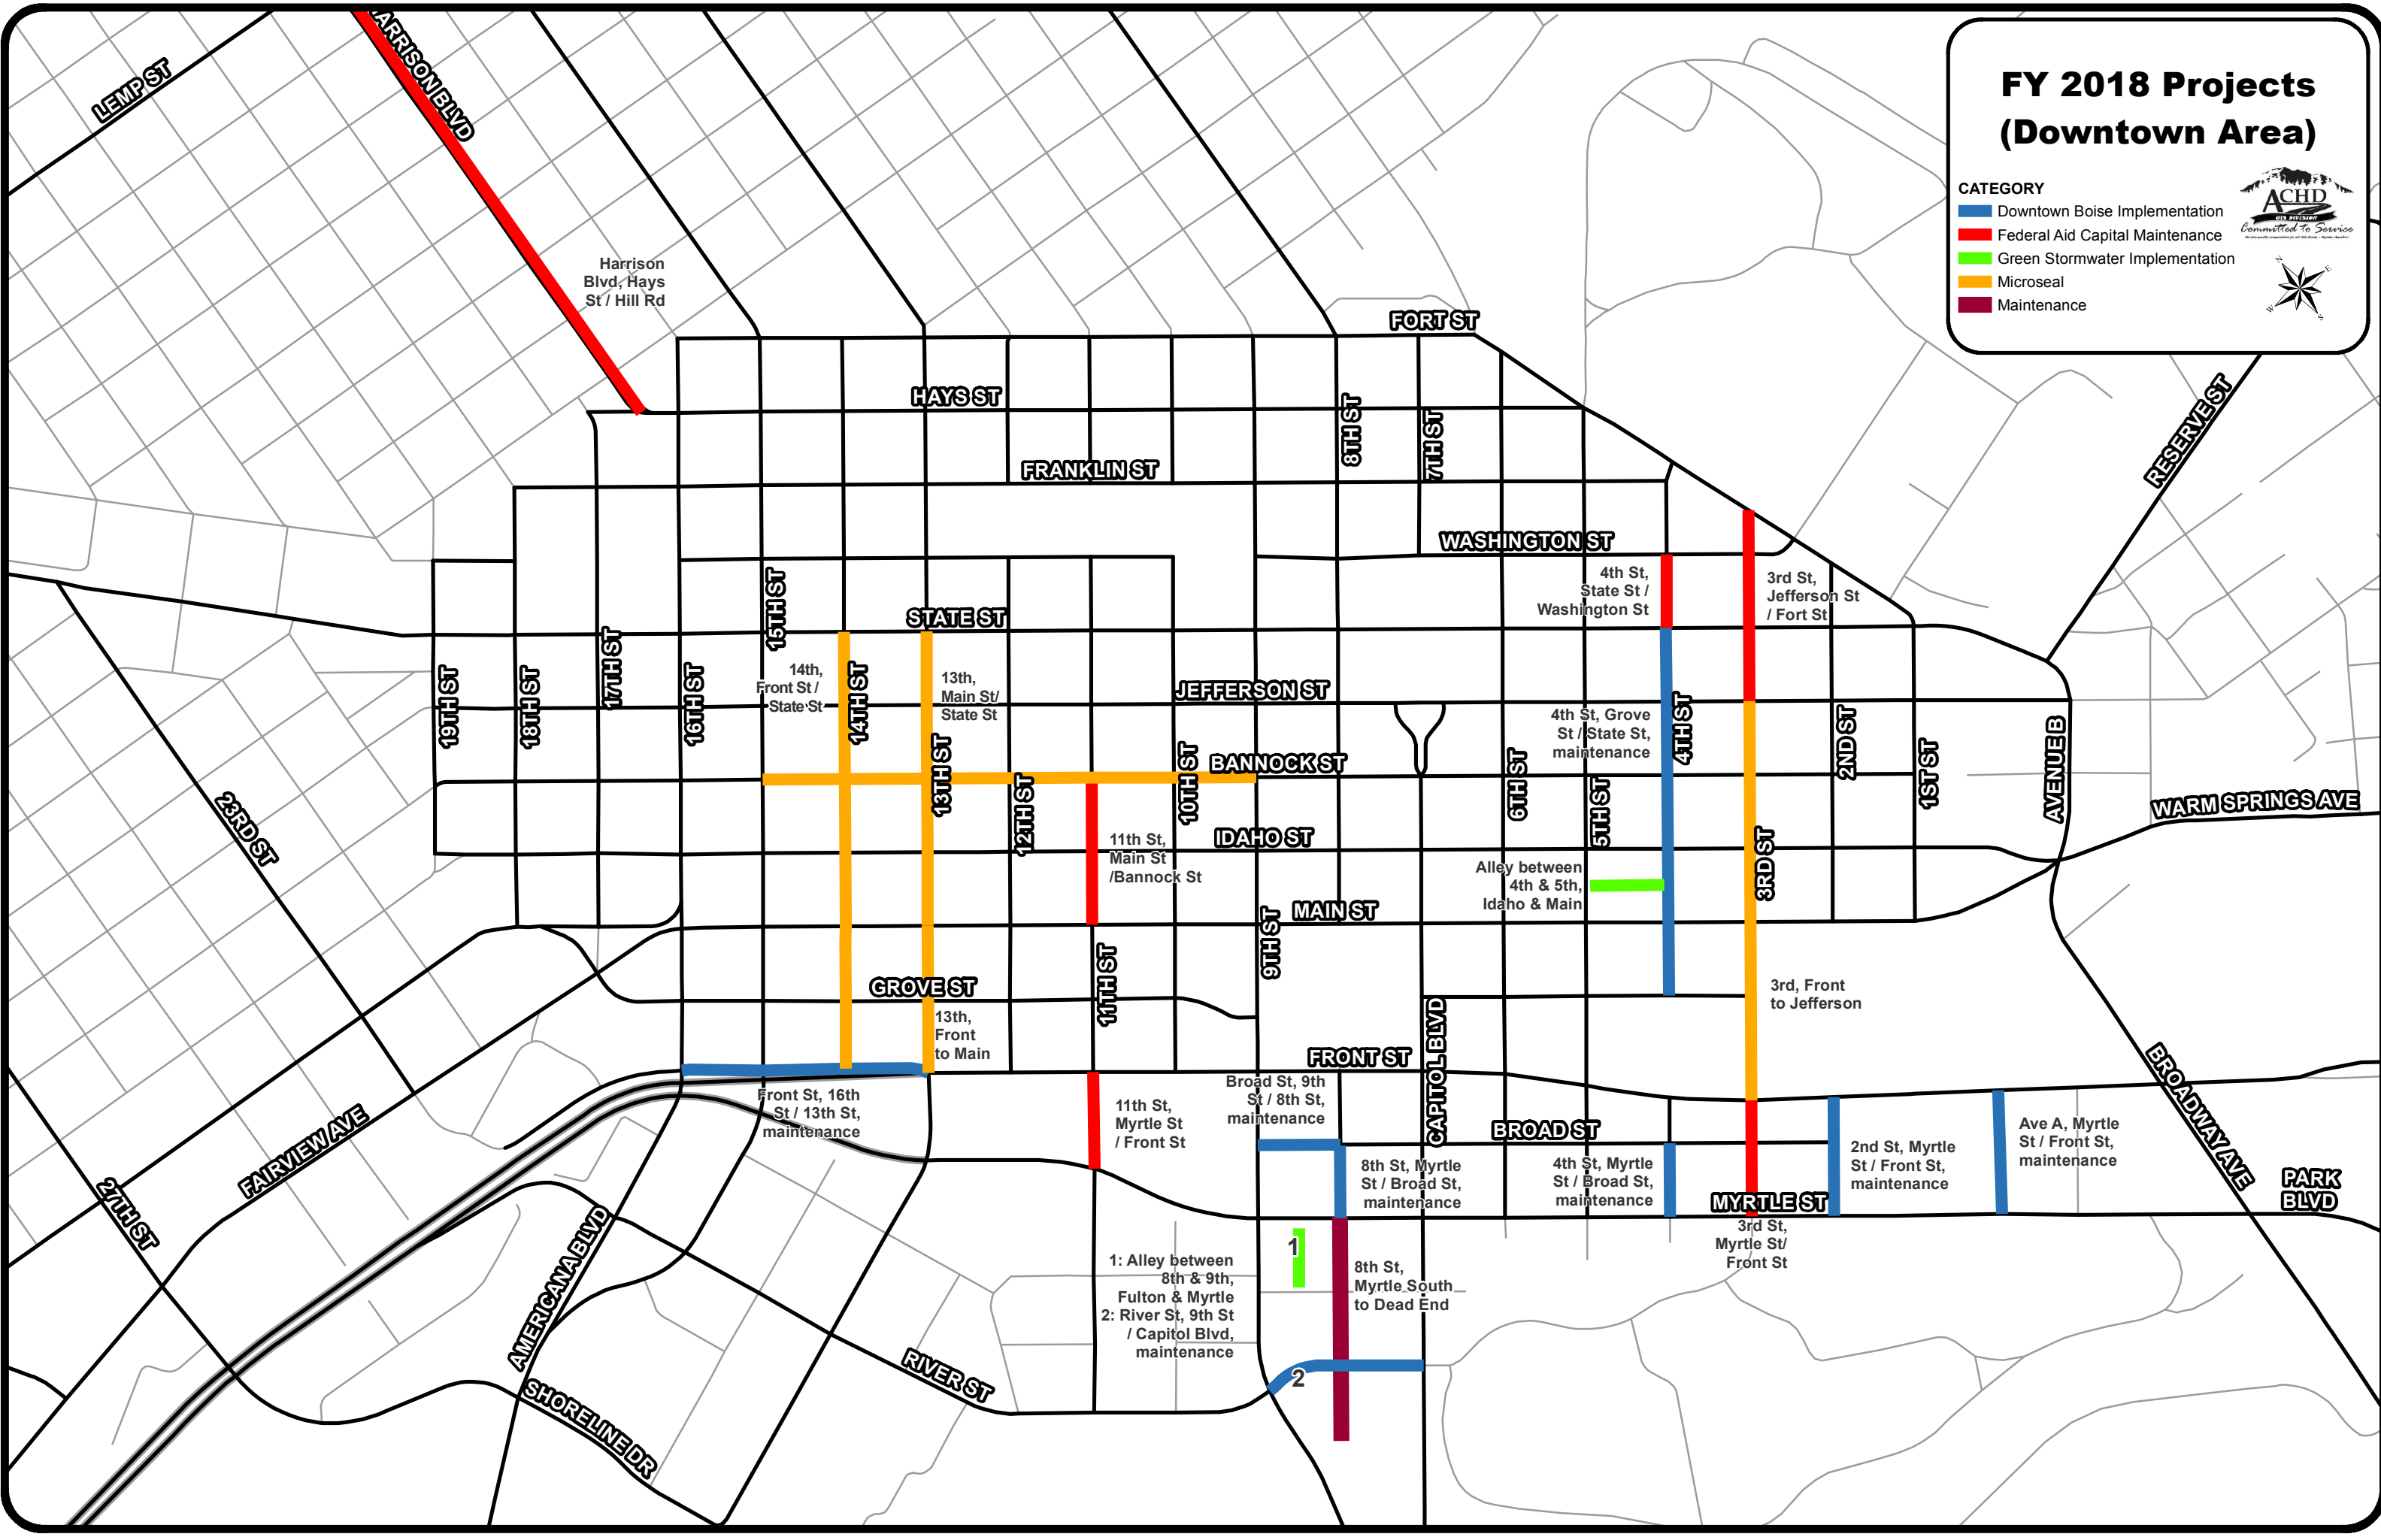 FY 2018 Projects
(Downtown Area)
CATEGORY
Downtown Boise Implementation
Federal Aid Capital Maintenance
Green Stormwater Implementation
Microseal
Maintenance
ACHD
GIS DIVISION
Committed to Service
N
E
W
S
LEMP ST
HARRISON BLVD
Harrison
Blvd, Hays
St / Hill Rd
FORT ST
HAYS ST
8TH ST
7TH ST
FRANKLIN ST
RESERVE ST
WASHINGTON ST
4th St,
State St /
Washington St
3rd St,
Jefferson St
/ Fort St
15TH ST
STATE ST
17TH ST
19TH ST
18TH ST
16TH ST
14th,
Front St /
State St
14TH ST
13th,
Main St/
State St
JEFFERSON ST
4th St, Grove
St / State St,
maintenance
4TH ST
2ND ST
1ST ST
AVENUE B
13TH ST
12TH ST
10TH ST
BANNOCK ST
6TH ST
5TH ST
WARM SPRINGS AVE
23RD ST
11th St,
Main St
/Bannock St
IDAHO ST
3RD ST
Alley between
4th & 5th,
Idaho & Main
MAIN ST
9TH ST
11TH ST
GROVE ST
3rd, Front
to Jefferson
13th,
Front
to Main
CAPITOL BLVD
FRONT ST
BROADWAY AVE
Front St, 16th
St / 13th St,
maintenance
11th St,
Myrtle St
/ Front St
Broad St, 9th
St / 8th St,
maintenance
BROAD ST
Ave A, Myrtle
St / Front St,
maintenance
2nd St, Myrtle
St / Front St,
maintenance
8th St, Myrtle
St / Broad St,
maintenance
4th St, Myrtle
St / Broad St,
maintenance
FAIRVIEW AVE
27TH ST
MYRTLE ST
PARK
BLVD
3rd St,
Myrtle St/
Front St
AMERICANA BLVD
1
1: Alley between
8th & 9th,
Fulton & Myrtle
2: River St, 9th St
/ Capitol Blvd,
maintenance
8th St,
Myrtle South
to Dead End
2
RIVER ST
SHORELINE DR